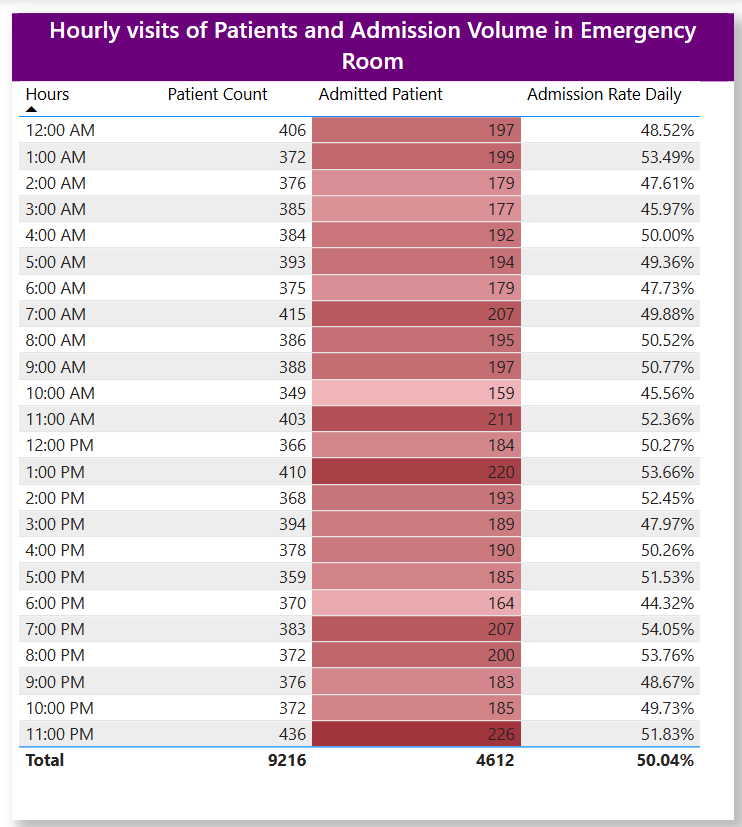 Hourly visits of Patients and Admission Volume in Emergency
Room
Hours Patient Count Admitted Patient Admission Rate Daily
12:00 AM 406 197 48.52%
1:00 AM 372 199 53.49%
2:00 AM 376 179 47.61%
3:00 AM 385 177 45.97%
4:00 AM 384 192 50.00%
5:00 AM 393 194 49.36%
6:00 AM 375 179 47.73%
7:00 AM 415 207 49.88%
8:00 AM 386 195 50.52%
9:00 AM 388 197 50.77%
10:00 AM 349 159 45.56%
11:00 AM 403 211 52.36%
12:00 PM 366 184 50.27%
1:00 PM 410 220 53.66%
2:00 PM 368 193 52.45%
3:00 PM 394 189 47.97%
4:00 PM 378 190 50.26%
5:00 PM 359 185 51.53%
6:00 PM 370 164 44.32%
7:00 PM 383 207 54.05%
8:00 PM 372 200 53.76%
9:00 PM 376 183 48.67%
10:00 PM 372 185 49.73%
11:00 PM 436 226 51.83%
Total 9216 4612 50.04%